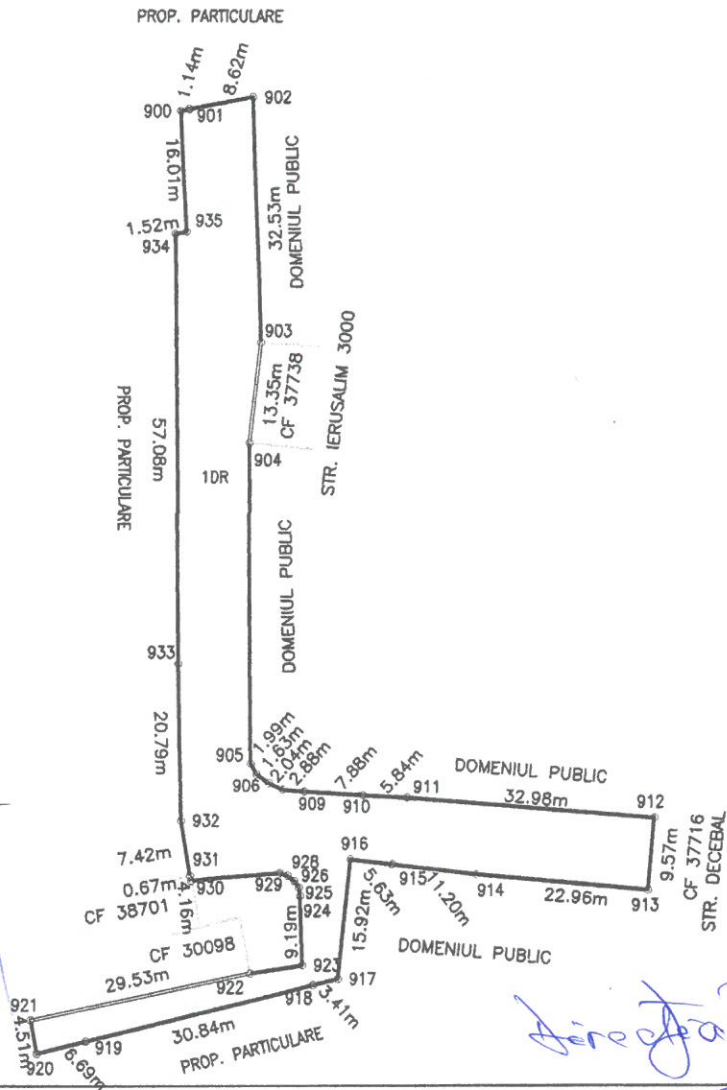 PROP. PARTICULARE
1.14m
8.62m
900
901
902
16.01m
32.53m
DOMENIUL PUBLIC
1.52m
935
934
903
13.35m
CF 37738
STR. IERUSALIM 3000
904
PROP. PARTICULARE
57.08m
1DR
DOMENIUL PUBLIC
933
20.79m
905
1.99m
1.63m
2.04m
2.88m
906
909
7.88m
910
5.84m
911
DOMENIUL PUBLIC
32.98m
912
9.57m
CF 37716
STR. DECEBAL
932
916
7.42m
931
928
915
926
0.67m
930
929
925
914
5.63m
11.20m
22.96m
913
4.16m
924
CF 38701
15.92m
9.19m
DOMENIUL PUBLIC
CF 30098
923
29.53m
922
917
918
3.41m
921
4.51m
30.84m
919
PROP. PARTICULARE
920
6.69m